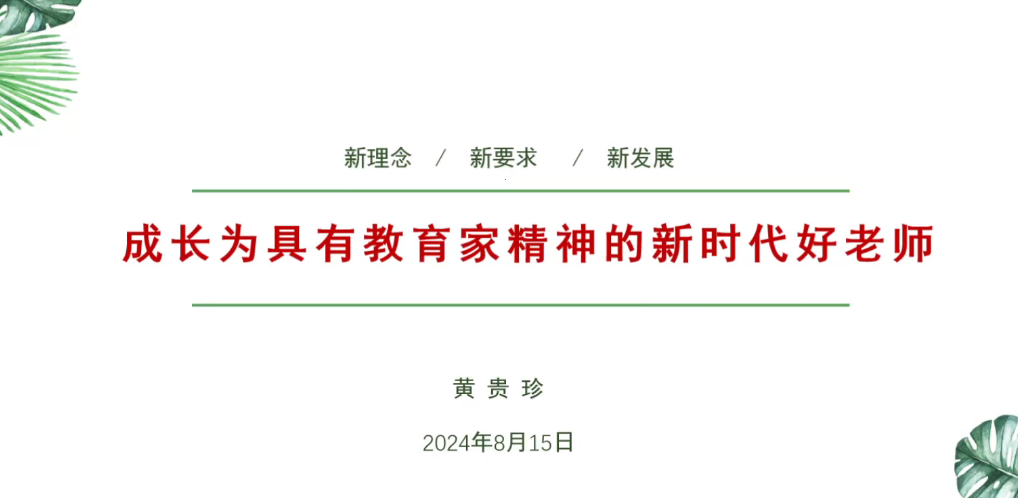 新理念 / 新要求 / 新发展
成长为具有教育家精神的新时代好老师
黄贵珍
2024年8月15日